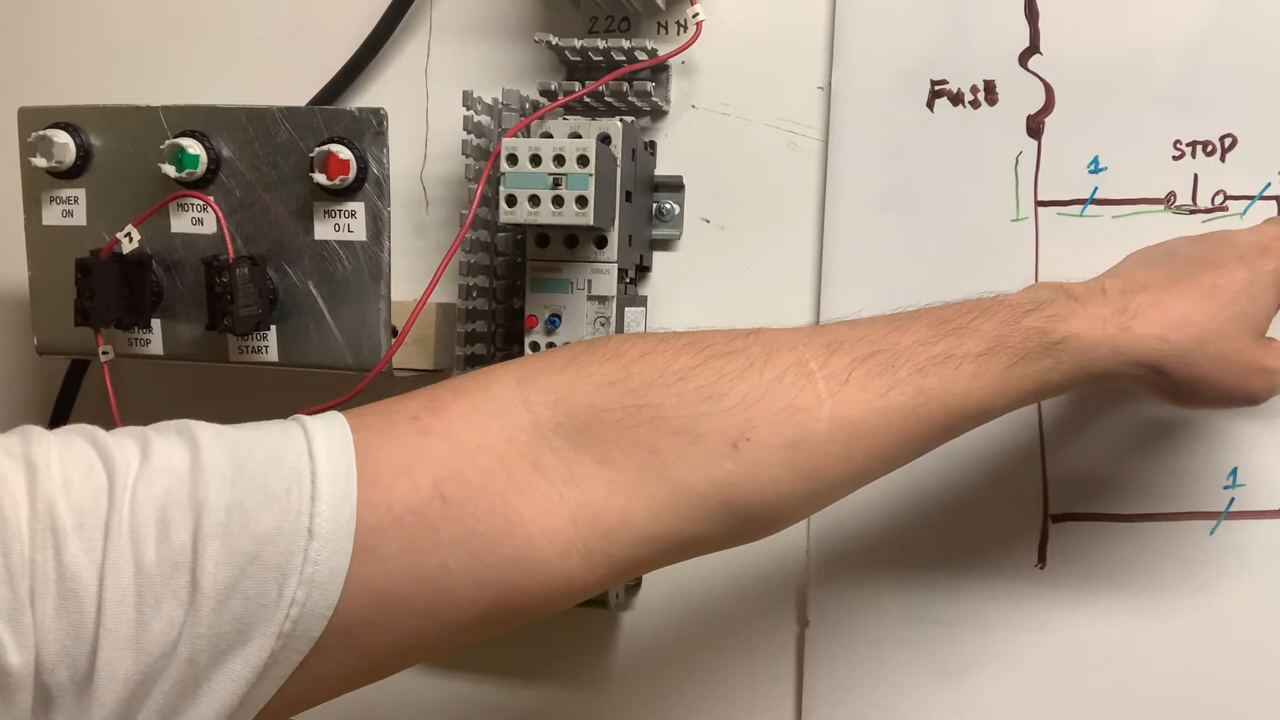 220 N N
POWER
ON
MOTOR
ON
MOTOR
O/L
MOTOR
STOP
MOTOR
START
SIRIUS
Fuse
STOP
1
1